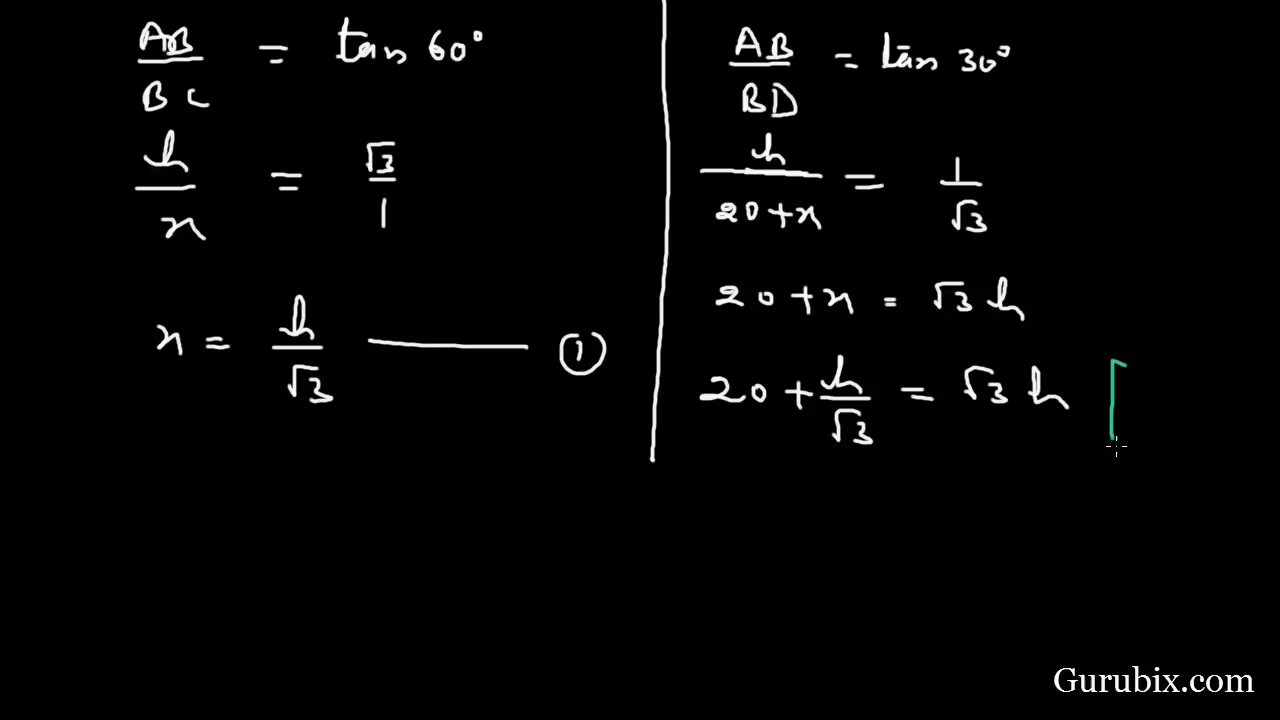 AB/BC = tan 60°
h/x = √3/1
x = h/√3 ——— ①
AB/BD = tan 30°
h/20+x = 1/√3
20+x = √3 h
20+h/√3 = √3 h [
Gurubix.com